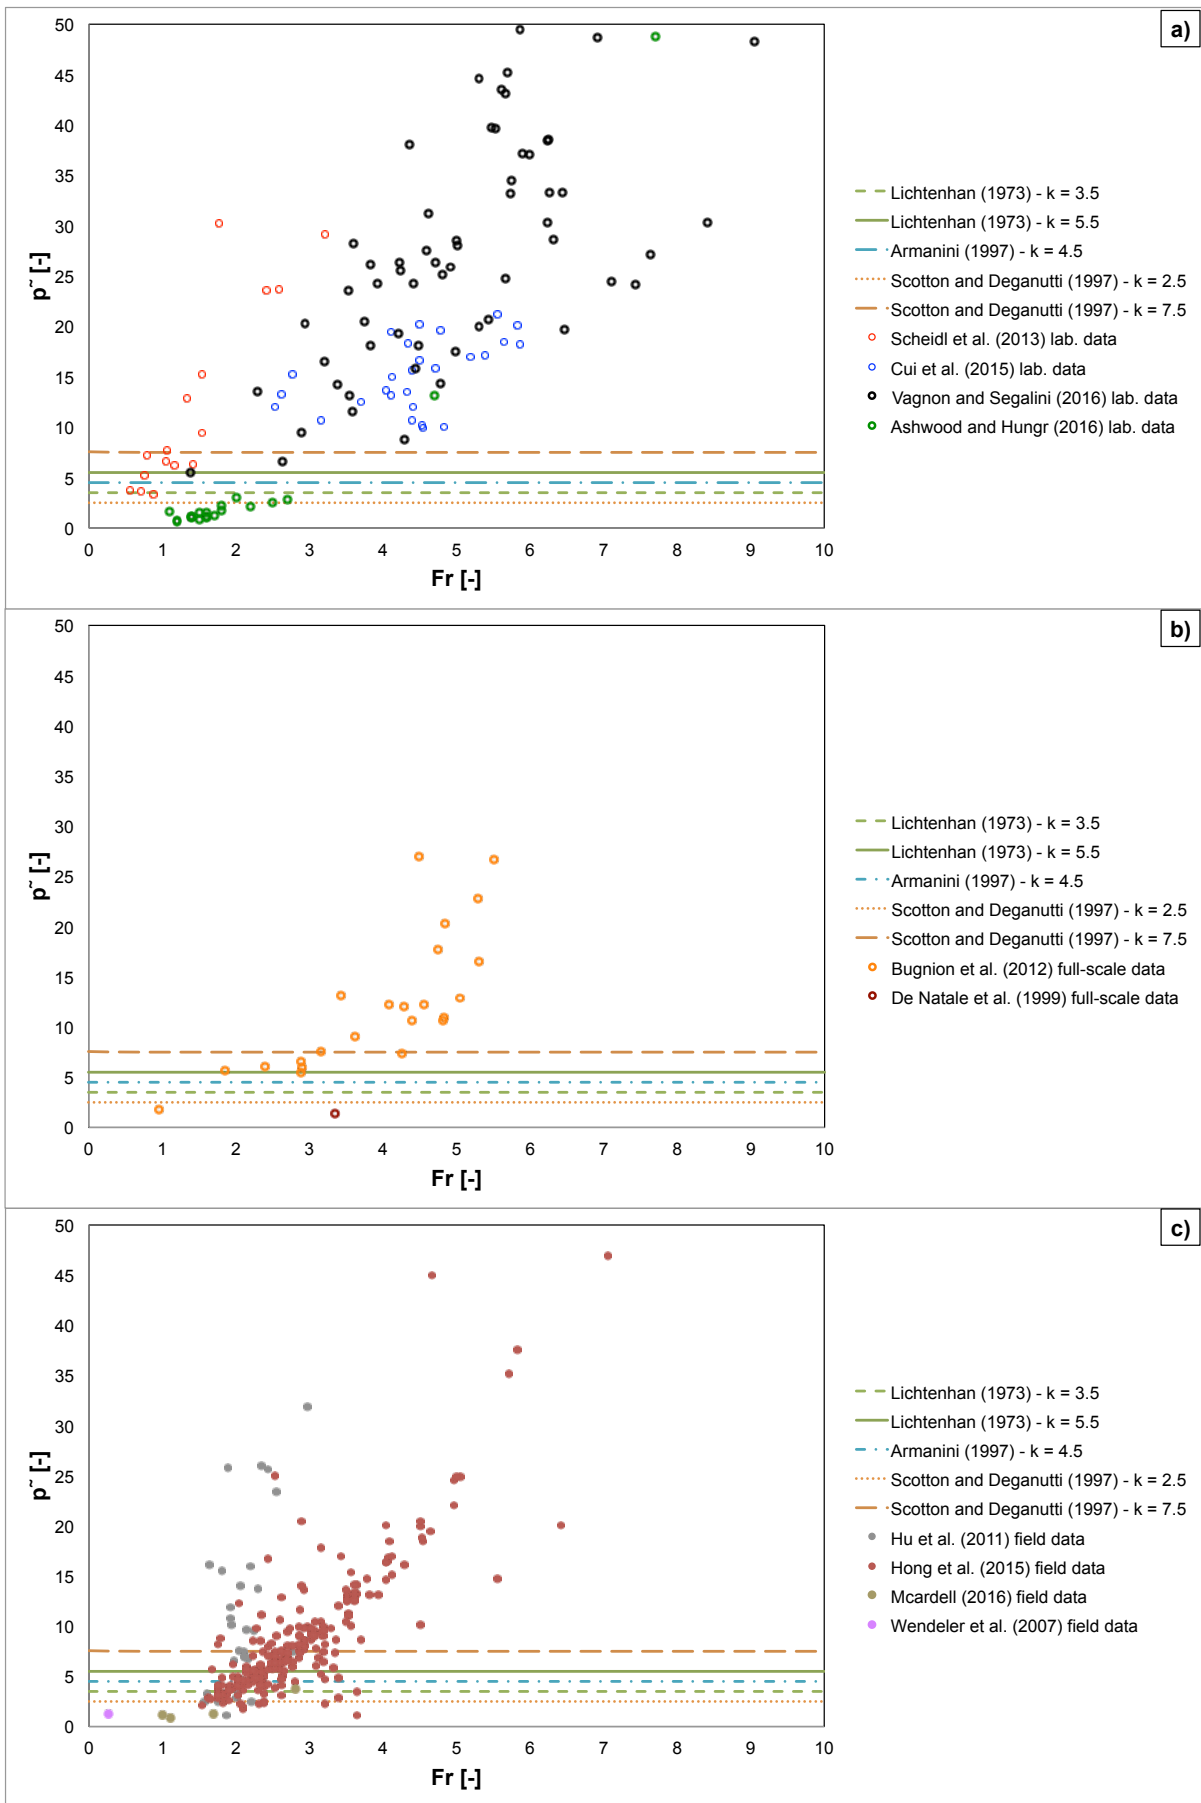 a)
50
45
40
35
30
25
20
15
10
5
0
p˜ [-]
0 1 2 3 4 5 6 7 8 9 10
Fr [-]
Lichtenhan (1973) - k = 3.5
Lichtenhan (1973) - k = 5.5
Armanini (1997) - k = 4.5
Scotton and Deganutti (1997) - k = 2.5
Scotton and Deganutti (1997) - k = 7.5
Scheidl et al. (2013) lab. data
Cui et al. (2015) lab. data
Vagnon and Segalini (2016) lab. data
Ashwood and Hungr (2016) lab. data
b)
50
45
40
35
30
25
20
15
10
5
0
p˜ [-]
0 1 2 3 4 5 6 7 8 9 10
Fr [-]
Lichtenhan (1973) - k = 3.5
Lichtenhan (1973) - k = 5.5
Armanini (1997) - k = 4.5
Scotton and Deganutti (1997) - k = 2.5
Scotton and Deganutti (1997) - k = 7.5
Bugnion et al. (2012) full-scale data
De Natale et al. (1999) full-scale data
c)
50
45
40
35
30
25
20
15
10
5
0
p˜ [-]
0 1 2 3 4 5 6 7 8 9 10
Fr [-]
Lichtenhan (1973) - k = 3.5
Lichtenhan (1973) - k = 5.5
Armanini (1997) - k = 4.5
Scotton and Deganutti (1997) - k = 2.5
Scotton and Deganutti (1997) - k = 7.5
Hu et al. (2011) field data
Hong et al. (2015) field data
Mcardell (2016) field data
Wendeler et al. (2007) field data